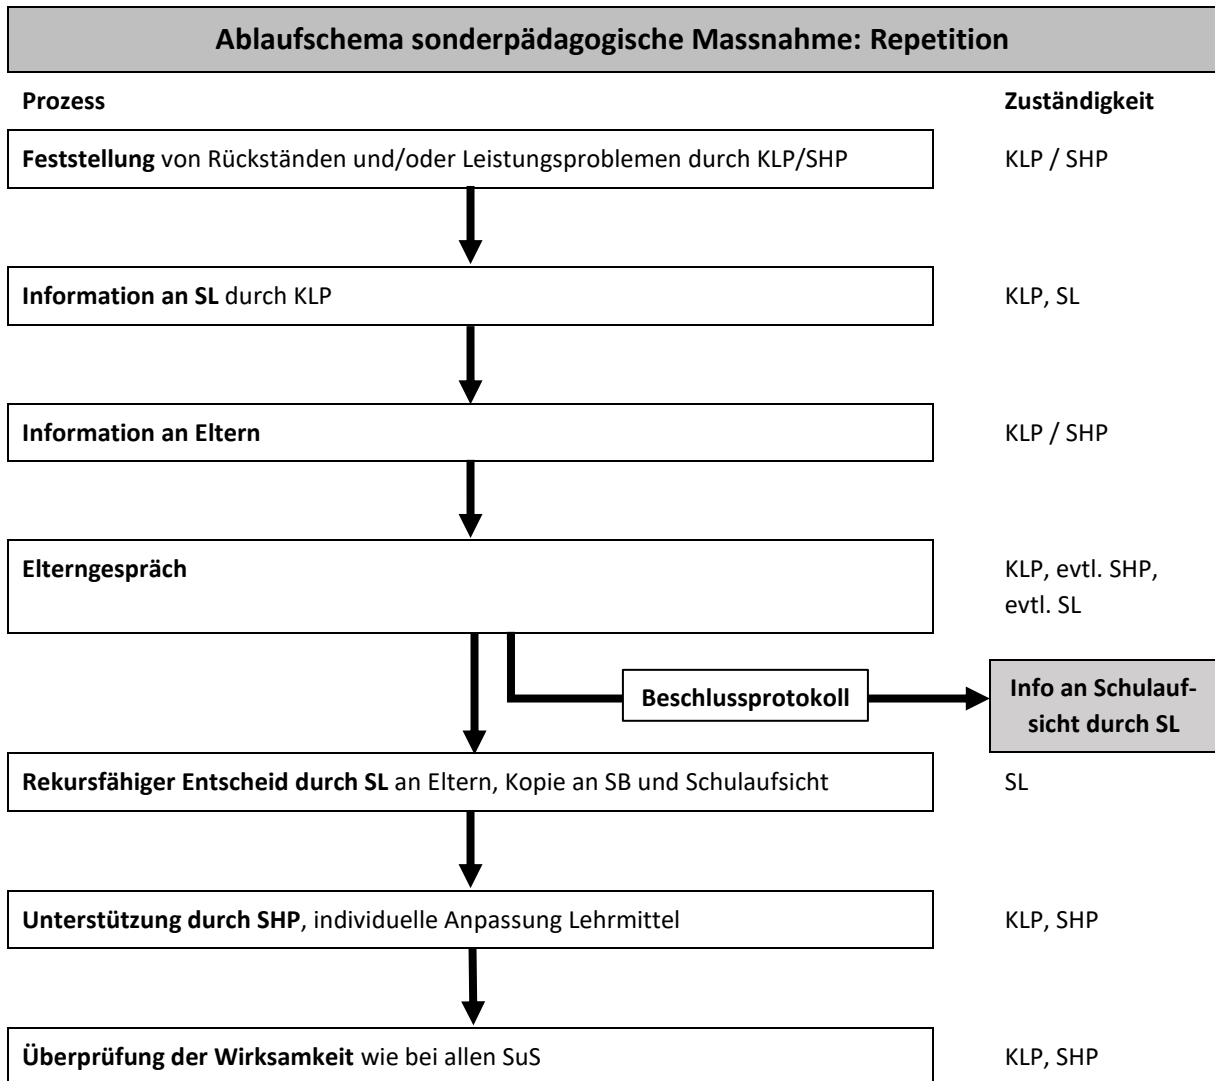 Ablaufschema sonderpädagogische Massnahme: Repetition
Prozess
Zuständigkeit
Feststellung von Rückständen und/oder Leistungsproblemen durch KLP/SHP
KLP / SHP
Information an SL durch KLP
KLP, SL
Information an Eltern
KLP / SHP
Elterngespräch
KLP, evtl. SHP,
evtl. SL
Beschlussprotokoll
Info an Schulauf-
sicht durch SL
Rekursfähiger Entscheid durch SL an Eltern, Kopie an SB und Schulaufsicht
SL
Unterstützung durch SHP, individuelle Anpassung Lehrmittel
KLP, SHP
Überprüfung der Wirksamkeit wie bei allen SuS
KLP, SHP